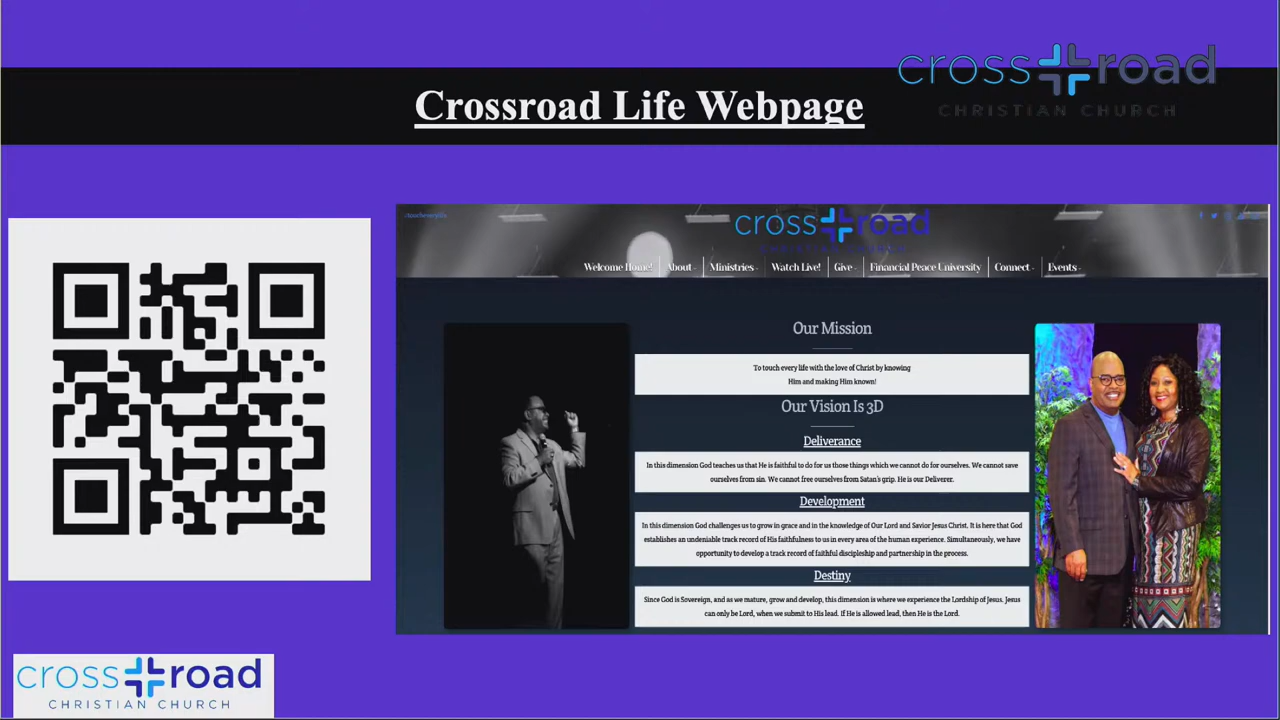 cross road
CHRISTIAN CHURCH
Crossroad Life Webpage
cross road
Welcome Home! About Ministries Watch Live! Give Financial Peace University Connect Events
Our Mission
To touch every life with the love of Christ by knowing
Him and making Him known!
Our Vision Is 3D
Deliverance
In this dimension God teaches us that He is faithful to do for us those things which we cannot do for ourselves. We cannot save
ourselves from sin. We cannot free ourselves from Satan's grip. He is our Deliverer.
Development
In this dimension God challenges us to grow in grace and in the knowledge of Our Lord and Savior Jesus Christ. It is here that God
establishes an undeniable track record of His faithfulness to us in every area of the human experience. Simultaneously, we have
opportunity to develop a track record of faithful discipleship and partnership in the process.
Destiny
Since God is Sovereign, and as we mature, grow and develop, this dimension is where we experience the Lordship of Jesus. Jesus
can only be Lord, when we submit to His lead. If He is allowed lead, then He is the Lord.
cross road
CHRISTIAN CHURCH